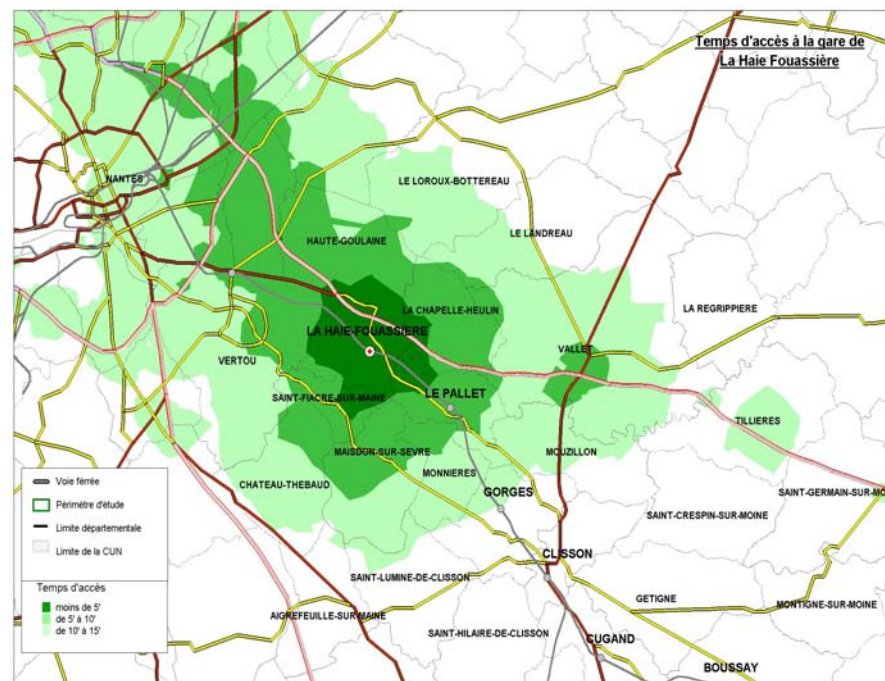 Temps d'accès à la gare de
La Haie Fouassière
NANTES
LE LOROUX-BOTTEREAU
LE LANDREAU
HAUTE-GOULAINE
LA REGRIPPIERE
LA CHAPELLE-HEULIN
LA HAIE-FOUASSIERE
VALLET
VERTOU
LE PALLET
SAINT-FIACRE-SUR-MAINE
TILLIERES
MAISDON-SUR-SEVRE
MOUZILLON
MONNIERES
CHATEAU-THEBAUD
GORGES
SAINT-GERMAIN-SUR-MO
SAINT-CRESPIN-SUR-MOINE
CLISSON
SAINT-LUMINE-DE-CLISSON
GETIGNE
MONTIGNE-SUR-MOINE
AIGREFEUILLE-SUR-MAINE
SAINT-HILAIRE-DE-CLISSON
CUGAND
BOUSSAY
Voie ferrée
Périmètre d'étude
Limite départementale
Limite de la CUN
Temps d'accès
moins de 5'
de 5' à 10'
de 10' à 15'